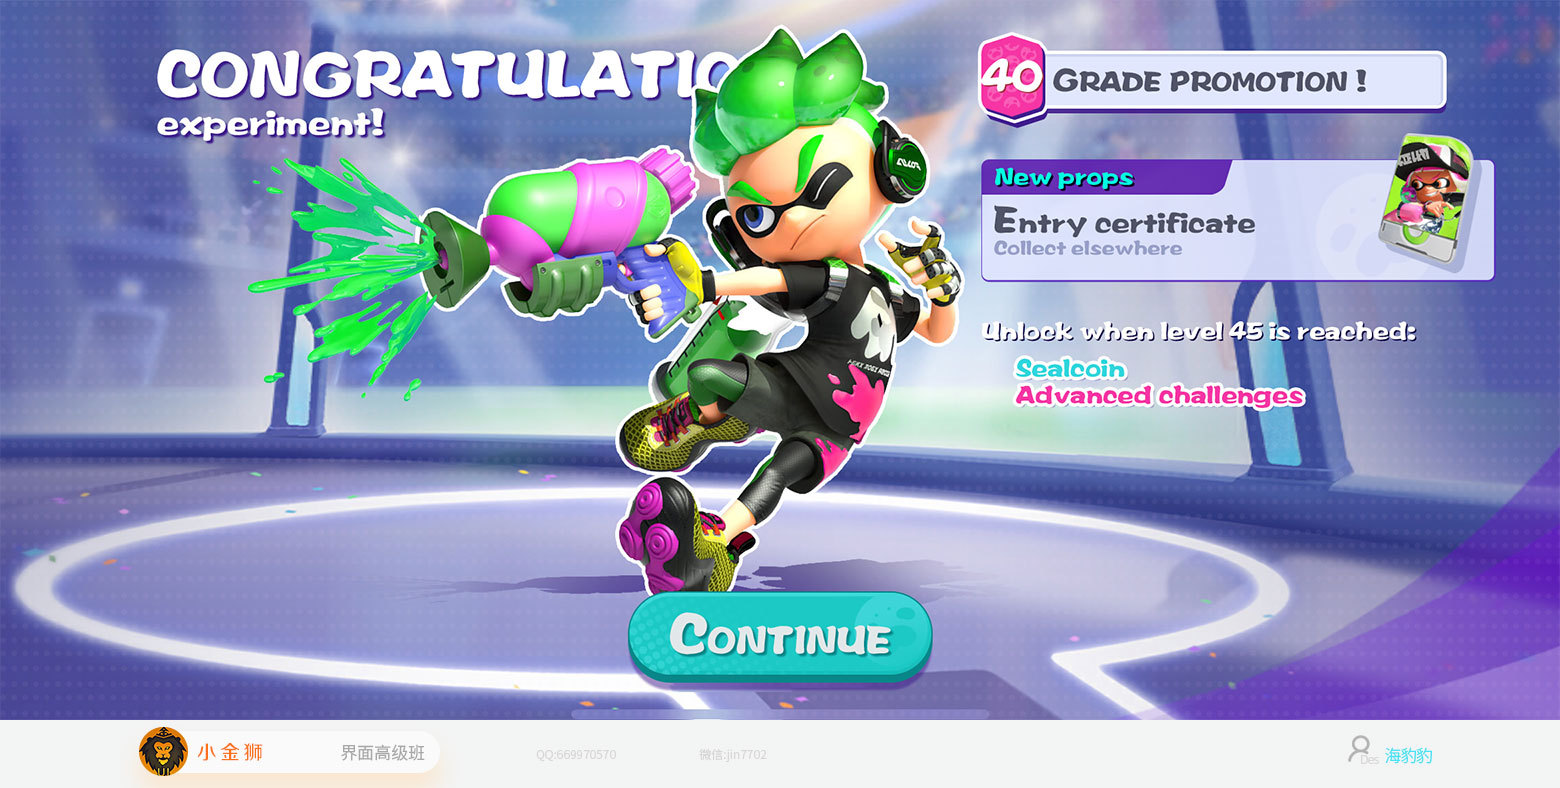 CONGRATULATIO
experiment!
40 GRADE PROMOTION !
New props
Entry certificate
Collect elsewhere
Unlock when level 45 is reached:
Sealcoin
Advanced challenges
CONTINUE
小金狮
界面高级班
QQ:669970570
微信:jin7702
Des 海豹豹